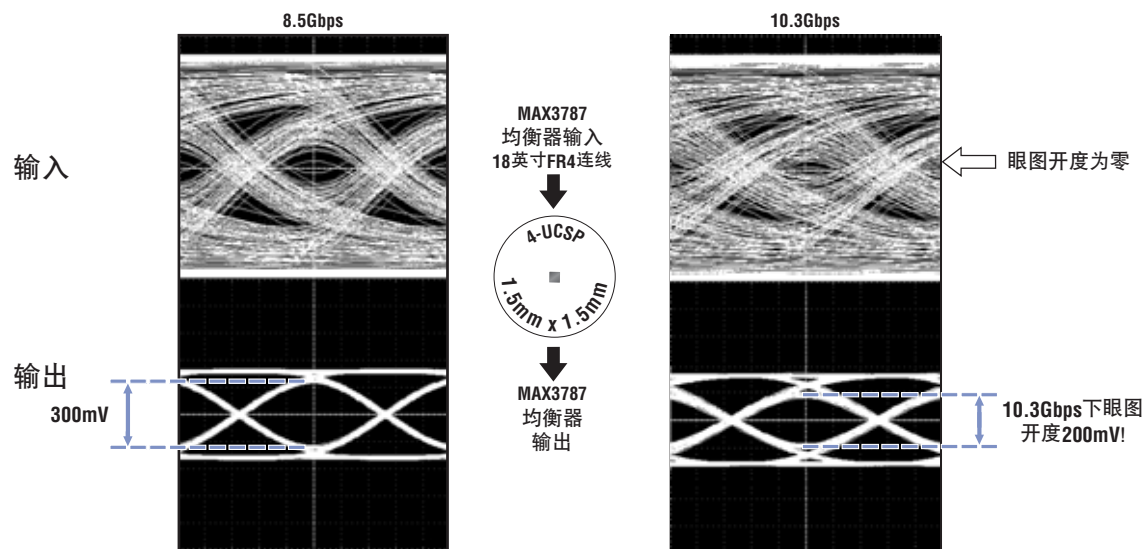 8.5Gbps
10.3Gbps
输入
MAX3787
均衡器输入
18英寸FR4连线
眼图开度为零
4-UCSP
1.5mm x 1.5mm
输出
300mV
MAX3787
均衡器
输出
10.3Gbps下眼图
开度200mV!